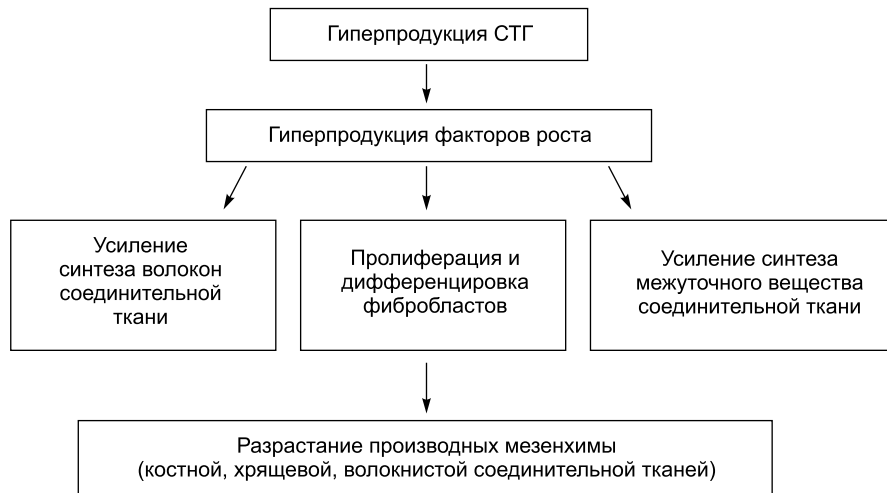 Гиперпродукция СТГ
Гиперпродукция факторов роста
Усиление
синтеза волокон
соединительной
ткани
Пролиферация и
дифференцировка
фибробластов
Усиление синтеза
межуточного вещества
соединительной ткани
Разрастание производных мезенхимы
(костной, хрящевой, волокнистой соединительной тканей)